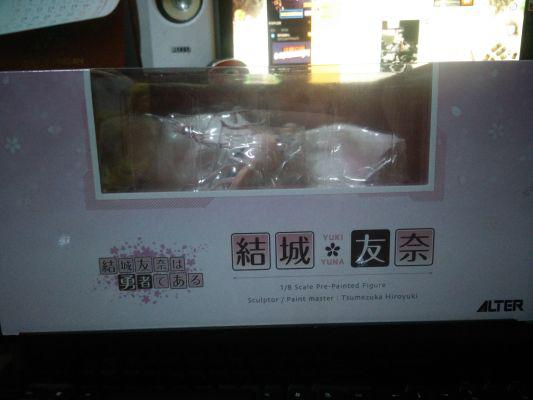 結城友奈は
勇者である
結城
YUKI
YUNA
友奈
1/8 Scale Pre-Painted Figure
Sculptor / Paint master : Tsumezuka Hiroyuki
ALTER